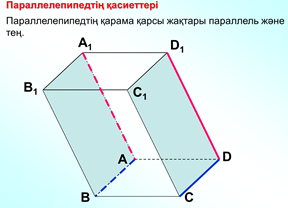 Параллелепипедтің қасиеттері
Параллелепипедтің қарама қарсы жақтары параллель және
тең.
A₁ D₁
B₁ C₁
A D
B C